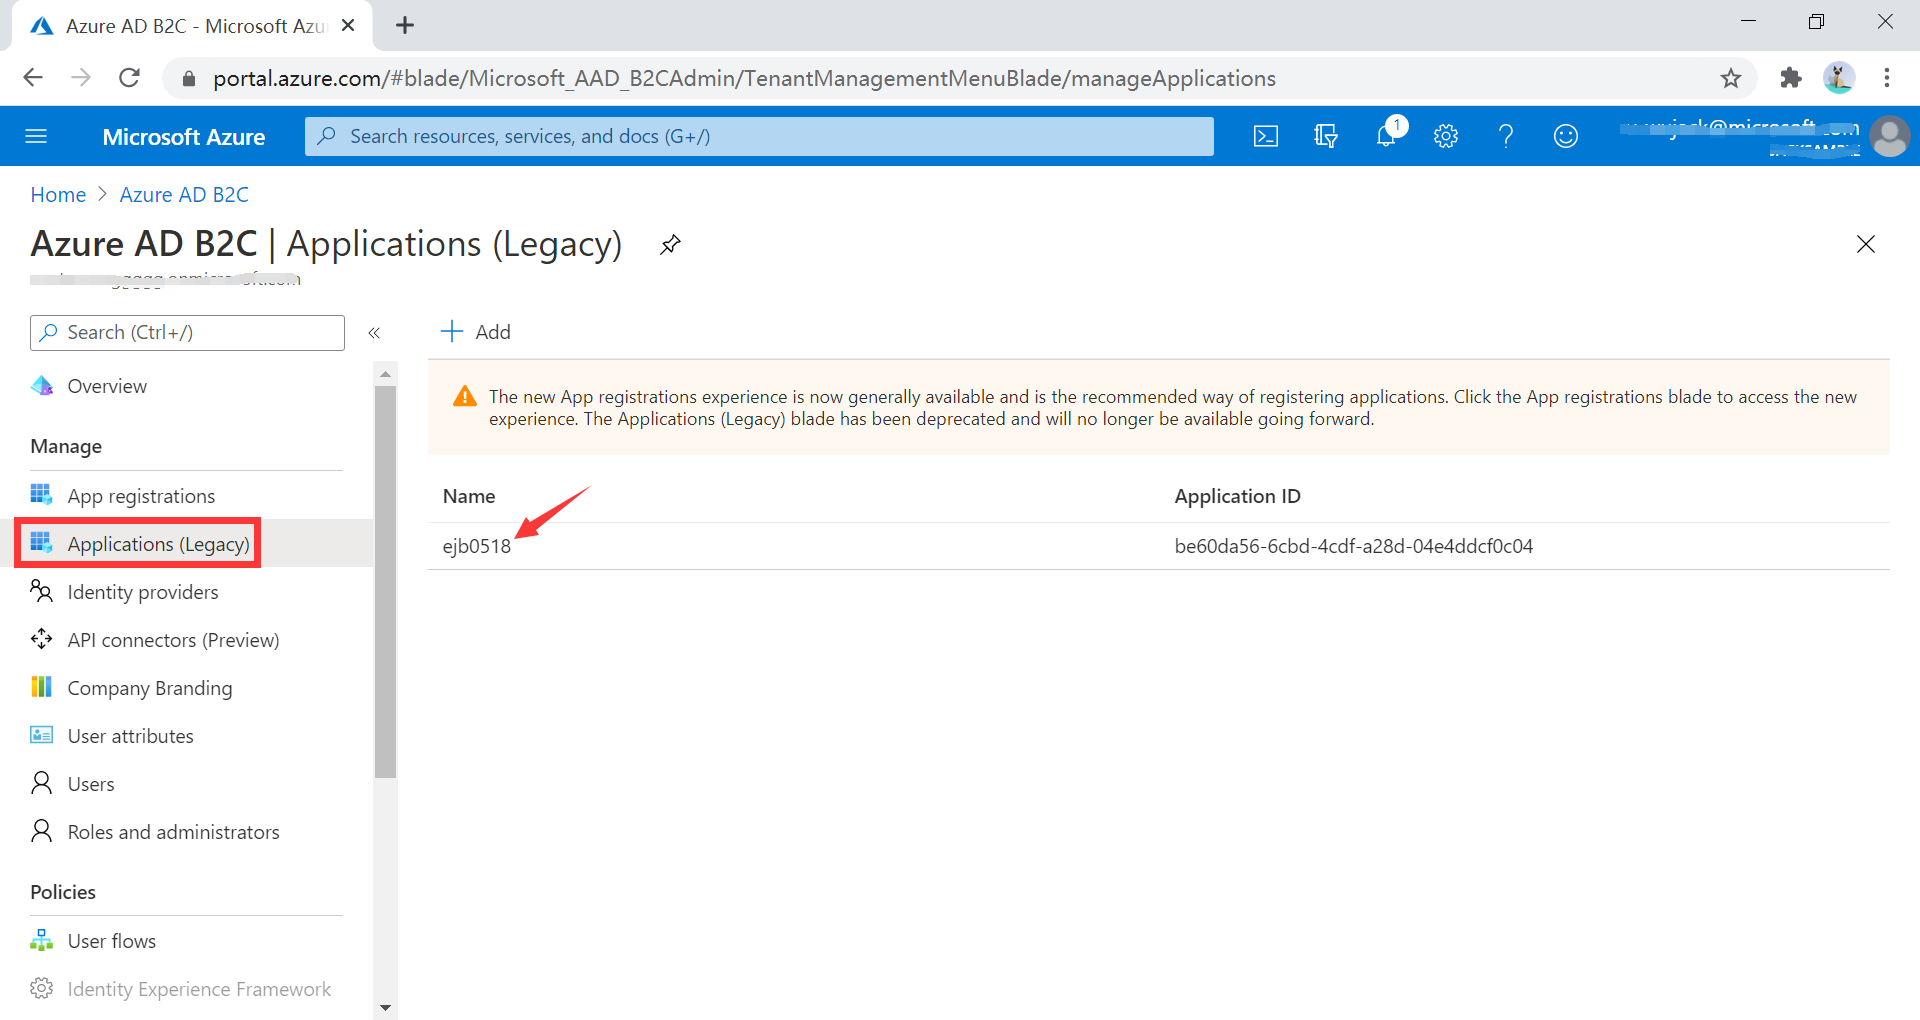 Azure AD B2C - Microsoft Azu
portal.azure.com/#blade/Microsoft_AAD_B2CAdmin/TenantManagementMenuBlade/manageApplications
Microsoft Azure
Search resources, services, and docs (G+/)
1
Home > Azure AD B2C
Azure AD B2C | Applications (Legacy)
Search (Ctrl+/)
«
Add
Overview
The new App registrations experience is now generally available and is the recommended way of registering applications. Click the App registrations blade to access the new
experience. The Applications (Legacy) blade has been deprecated and will no longer be available going forward.
Manage
App registrations
Applications (Legacy)
Identity providers
API connectors (Preview)
Company Branding
User attributes
Users
Roles and administrators
Policies
User flows
Identity Experience Framework
Name Application ID
ejb0518 be60da56-6cbd-4cdf-a28d-04e4ddcf0c04